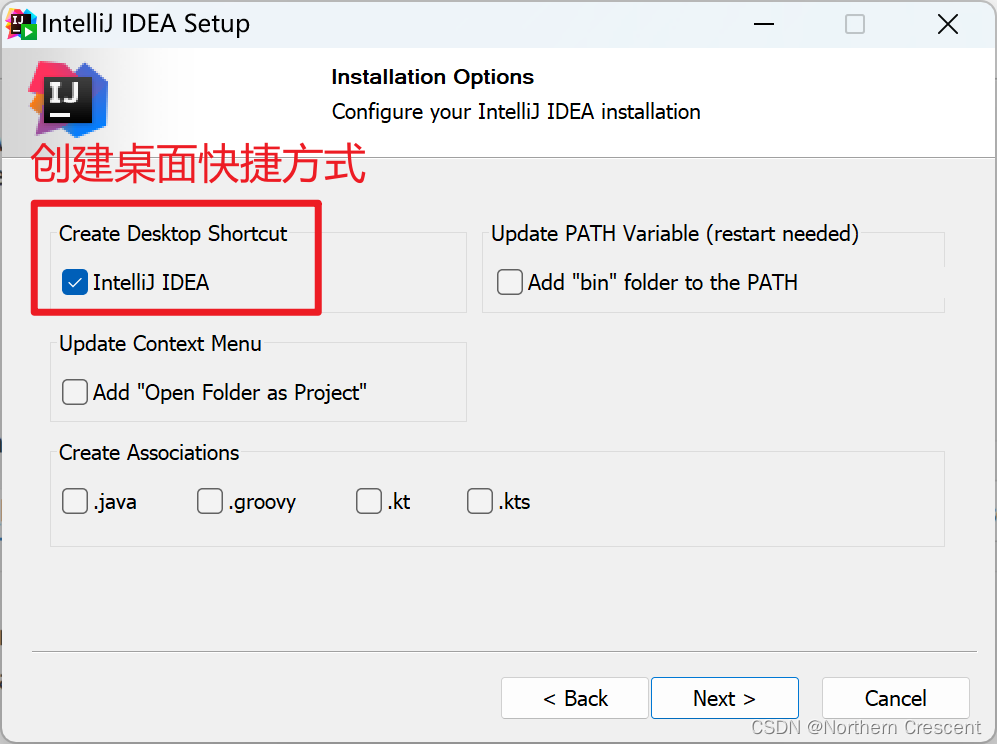 IntelliJ IDEA Setup
IJ
Installation Options
Configure your IntelliJ IDEA installation
创建桌面快捷方式
Create Desktop Shortcut
IntelliJ IDEA
Update PATH Variable (restart needed)
Add "bin" folder to the PATH
Update Context Menu
Add "Open Folder as Project"
Create Associations
.java .groovy .kt .kts
< Back Next > Cancel
CSDN @Northern Crescent